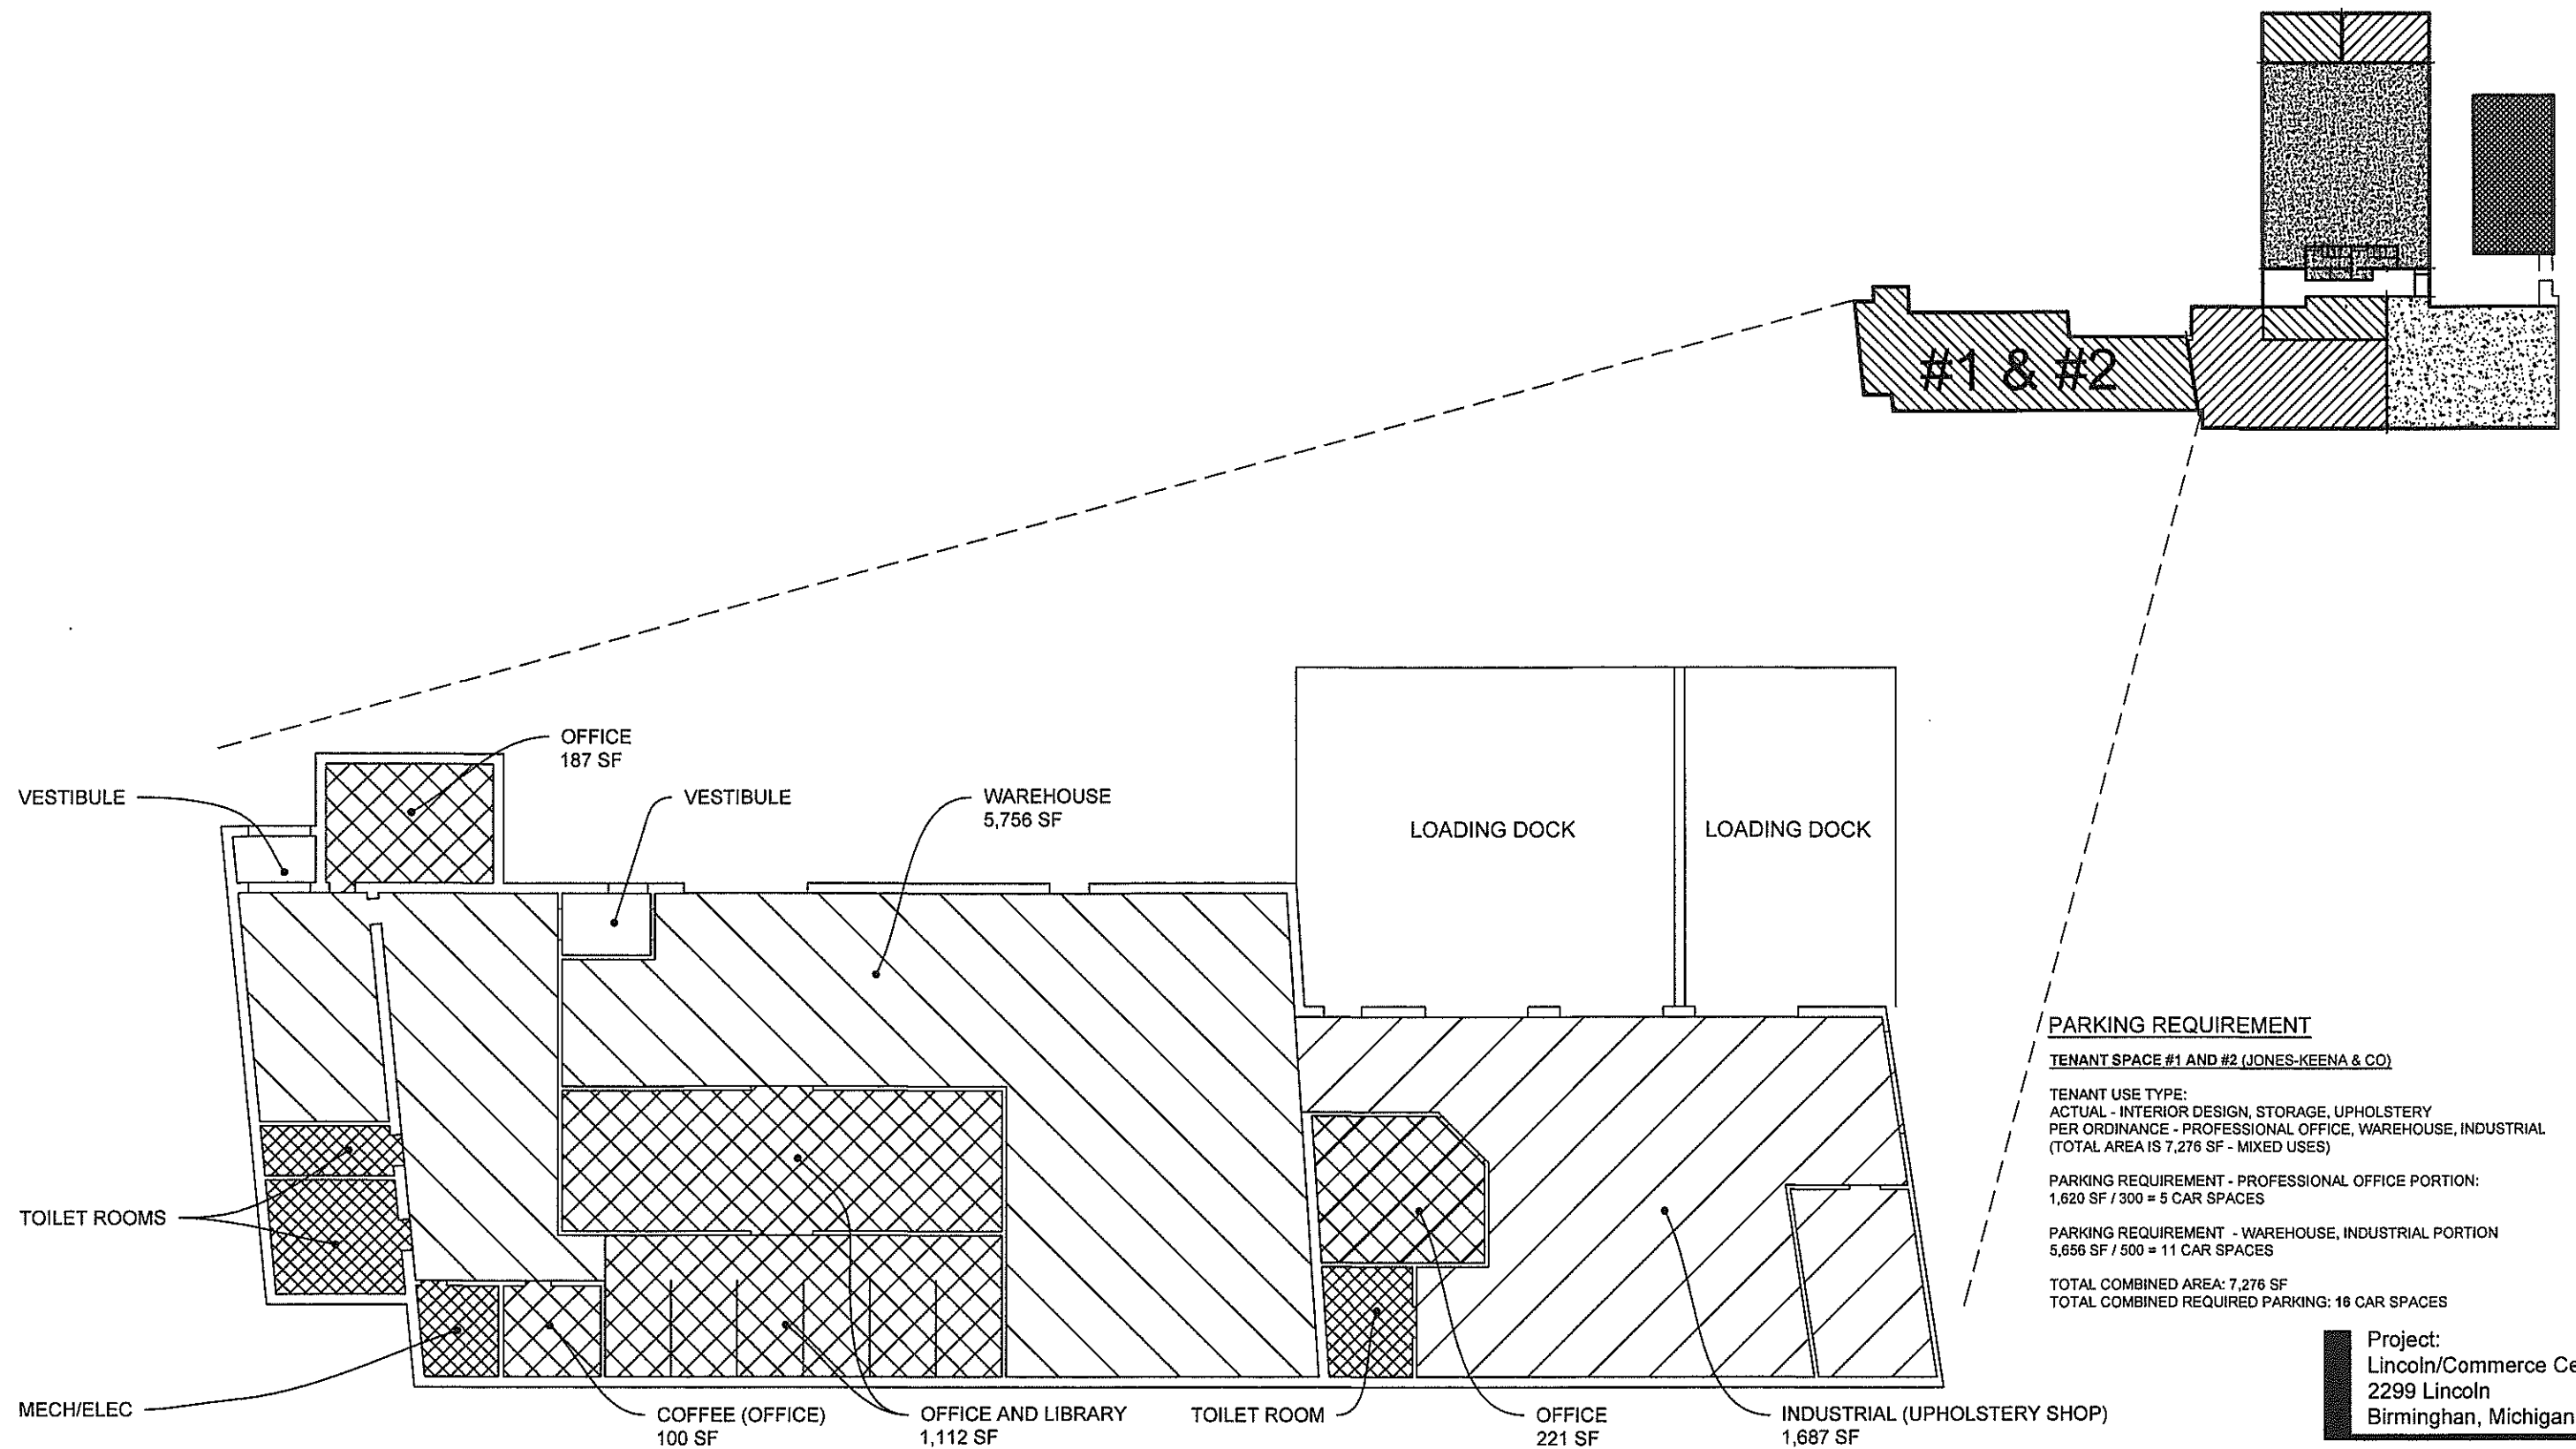 #1 & #2
OFFICE
187 SF
VESTIBULE
VESTIBULE
WAREHOUSE
5,756 SF
LOADING DOCK
LOADING DOCK
TOILET ROOMS
MECH/ELEC
COFFEE (OFFICE)
100 SF
OFFICE AND LIBRARY
1,112 SF
TOILET ROOM
OFFICE
221 SF
INDUSTRIAL (UPHOLSTERY SHOP)
1,687 SF
PARKING REQUIREMENT
TENANT SPACE #1 AND #2 (JONES-KEENA & CO)
TENANT USE TYPE:
ACTUAL - INTERIOR DESIGN, STORAGE, UPHOLSTERY
PER ORDINANCE - PROFESSIONAL OFFICE, WAREHOUSE, INDUSTRIAL
(TOTAL AREA IS 7,276 SF - MIXED USES)
PARKING REQUIREMENT - PROFESSIONAL OFFICE PORTION:
1,620 SF / 300 = 5 CAR SPACES
PARKING REQUIREMENT - WAREHOUSE, INDUSTRIAL PORTION
5,656 SF / 500 = 11 CAR SPACES
TOTAL COMBINED AREA: 7,276 SF
TOTAL COMBINED REQUIRED PARKING: 16 CAR SPACES
Project:
Lincoln/Commerce Ce
2299 Lincoln
Birminghan, Michigan